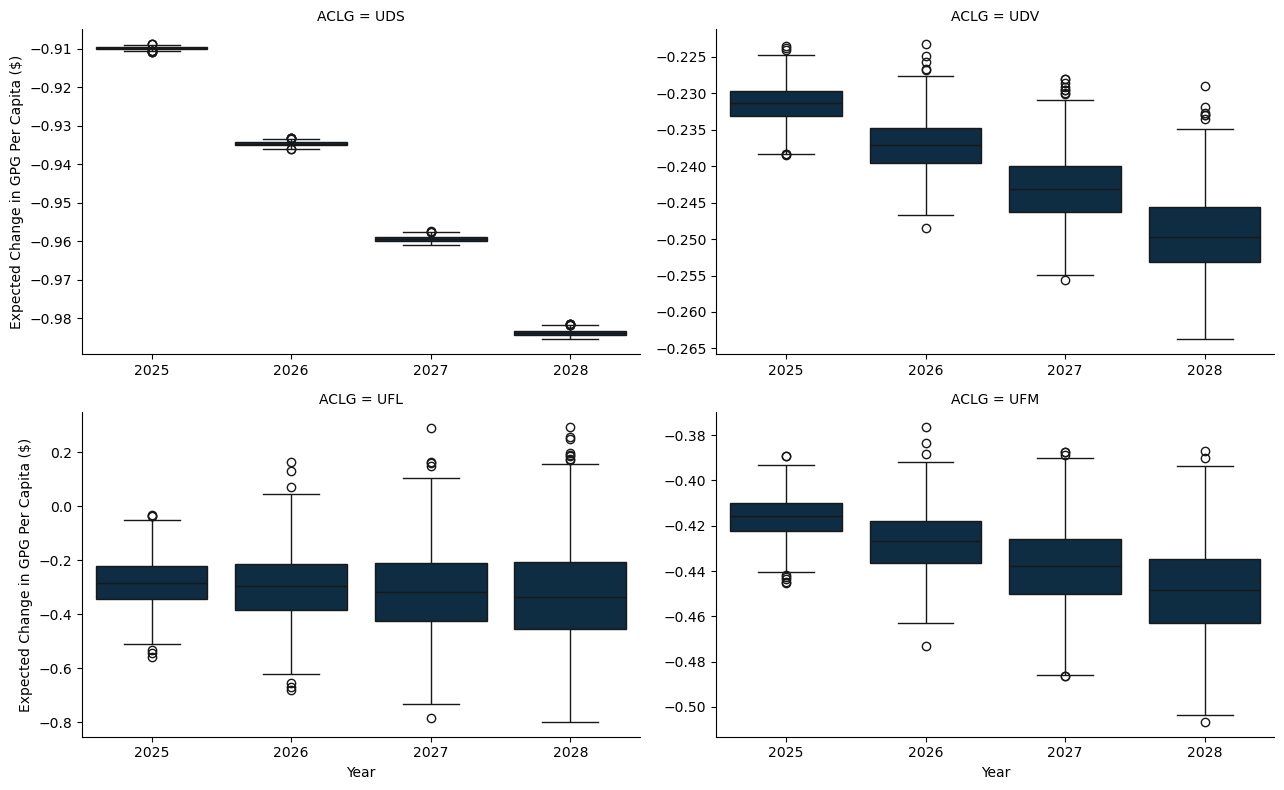 ACLG = UDS
Expected Change in GPG Per Capita ($)
−0.91
−0.92
−0.93
−0.94
−0.95
−0.96
−0.97
−0.98
2025 2026 2027 2028
ACLG = UDV
−0.225
−0.230
−0.235
−0.240
−0.245
−0.250
−0.255
−0.260
−0.265
2025 2026 2027 2028
ACLG = UFL
Expected Change in GPG Per Capita ($)
0.2
0.0
−0.2
−0.4
−0.6
−0.8
2025 2026 2027 2028
Year
ACLG = UFM
−0.38
−0.40
−0.42
−0.44
−0.46
−0.48
−0.50
2025 2026 2027 2028
Year